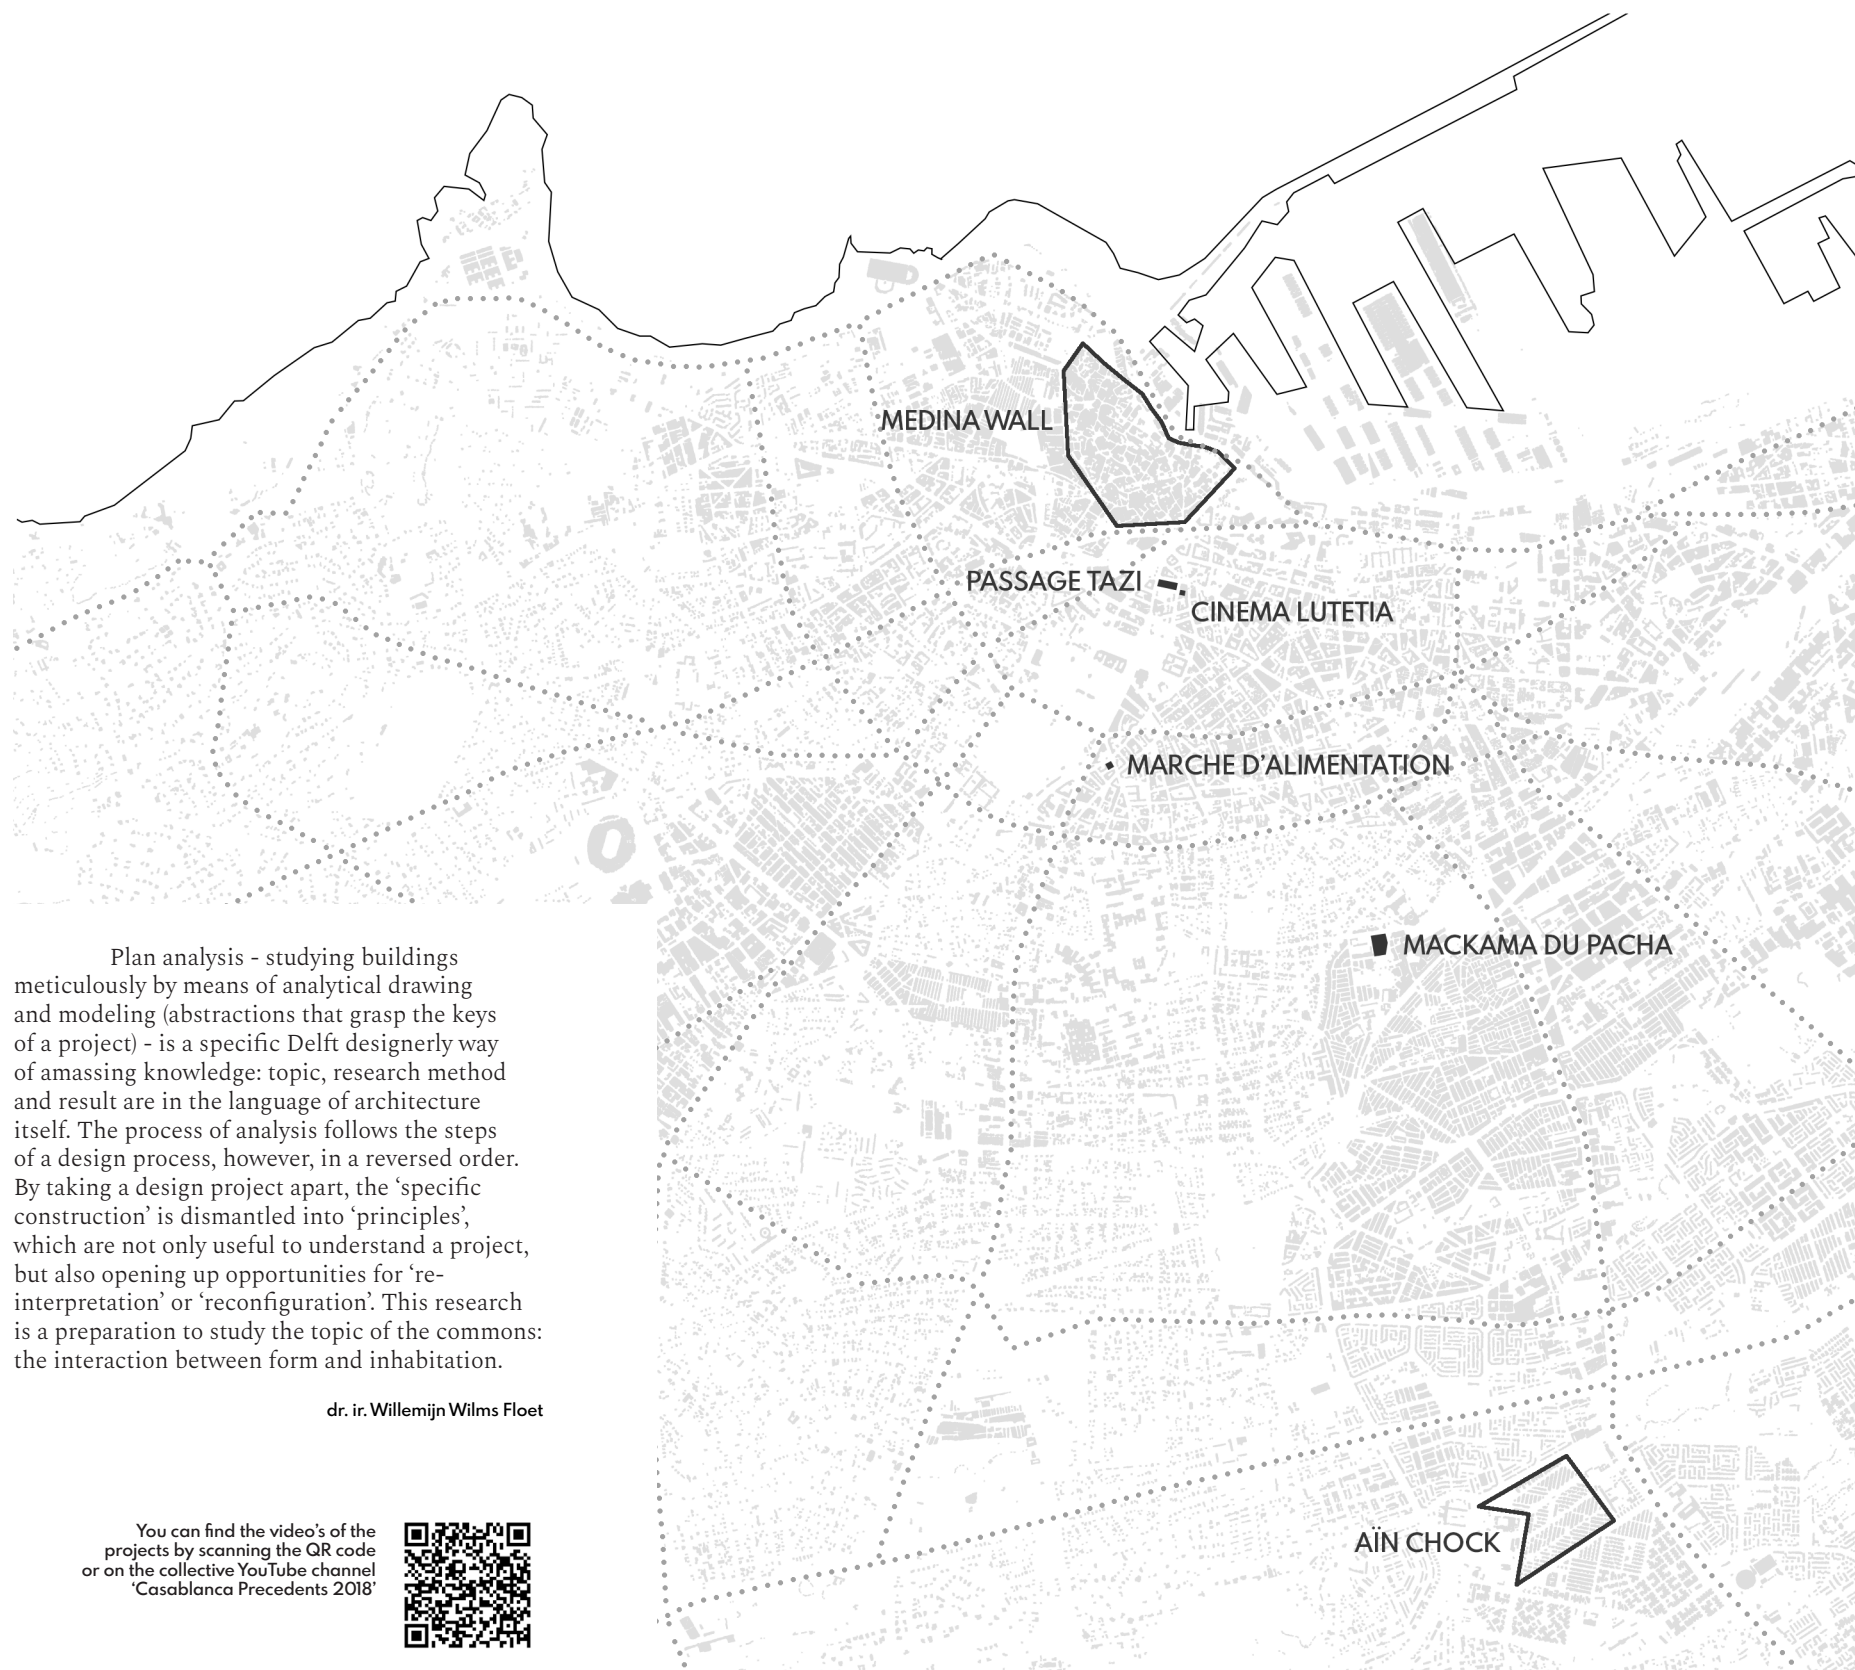 MEDINA WALL
PASSAGE TAZI
CINEMA LUTETIA
MARCHE D’ALIMENTATION
MACKAMA DU PACHA
AÏN CHOCK
Plan analysis - studying buildings
meticulously by means of analytical drawing
and modeling (abstractions that grasp the keys
of a project) - is a specific Delft designerly way
of amassing knowledge: topic, research method
and result are in the language of architecture
itself. The process of analysis follows the steps
of a design process, however, in a reversed order.
By taking a design project apart, the ‘specific
construction’ is dismantled into ‘principles’,
which are not only useful to understand a project,
but also opening up opportunities for ‘re-
interpretation’ or ‘reconfiguration’. This research
is a preparation to study the topic of the commons:
the interaction between form and inhabitation.
dr. ir. Willemijn Wilms Floet
You can find the video’s of the
projects by scanning the QR code
or on the collective YouTube channel
‘Casablanca Precedents 2018’